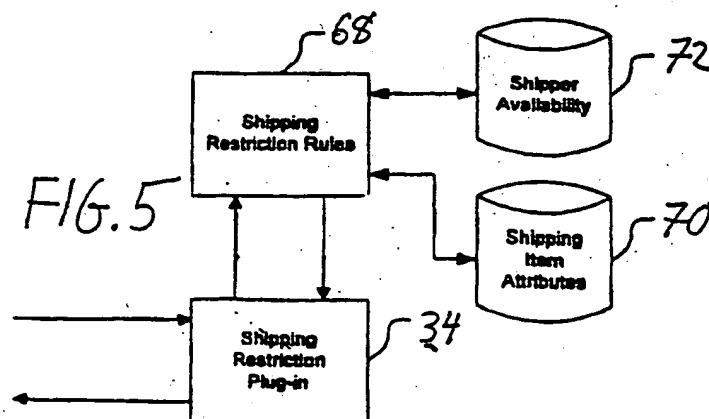 68
72
Shipper
Availability
Shipping
Restriction Rules
FIG. 5
70
Shipping
Item
Attributes
34
Shipping
Restriction
Plug-in